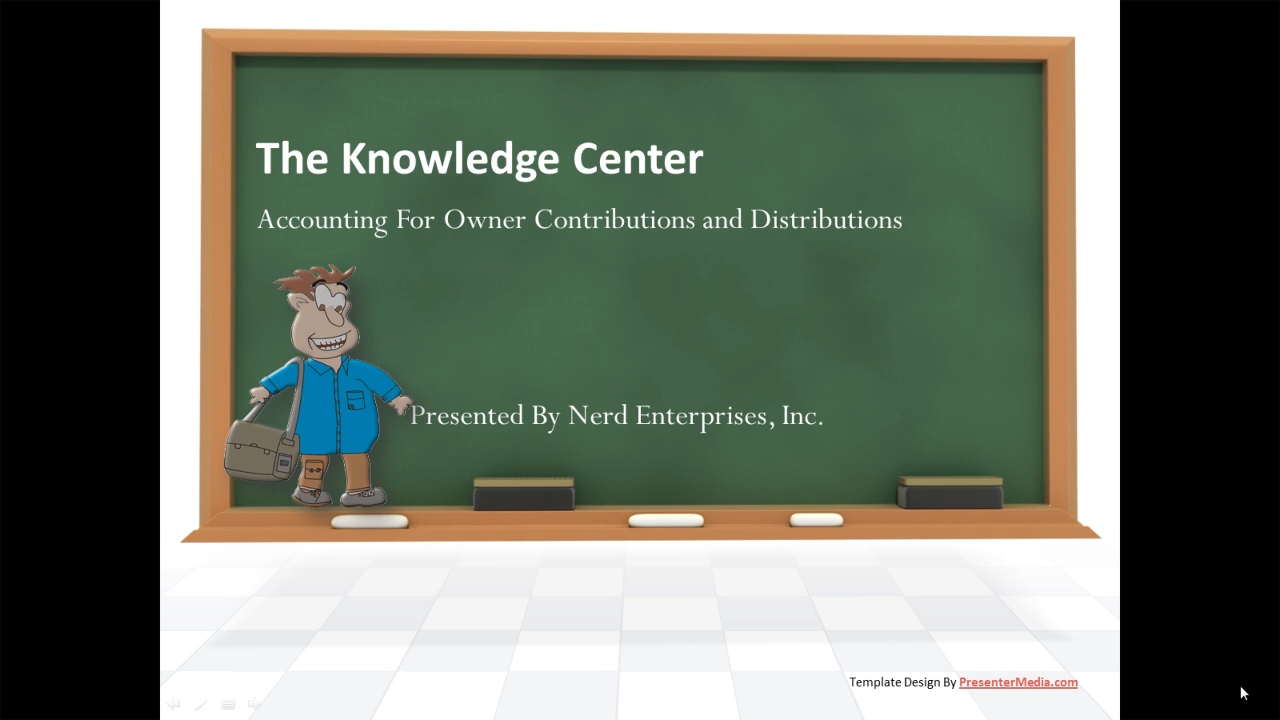 The Knowledge Center
Accounting For Owner Contributions and Distributions
Presented By Nerd Enterprises, Inc.
Template Design By PresenterMedia.com